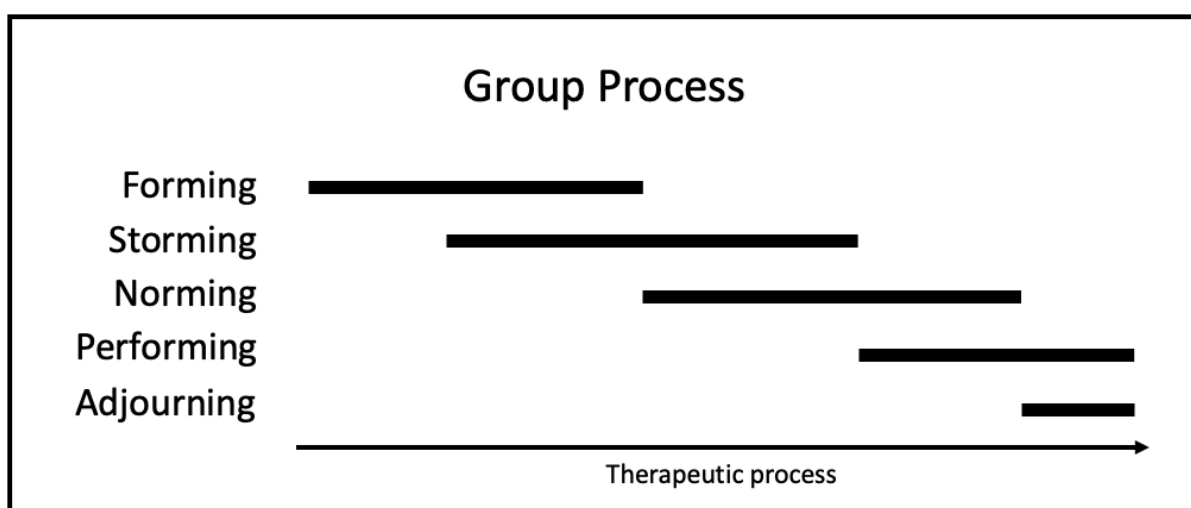 Group Process
Forming
Storming
Norming
Performing
Adjourning
Therapeutic process